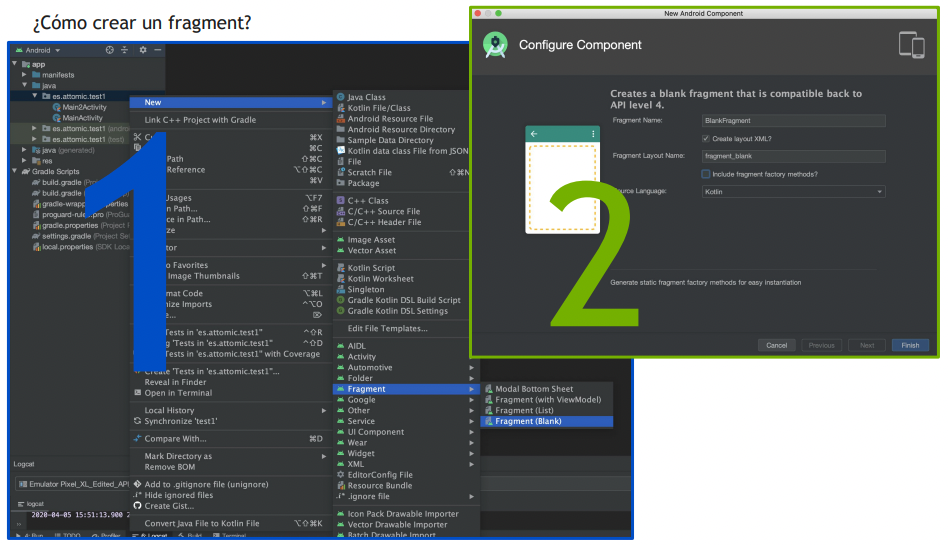 ¿Cómo crear un fragment?
Android
app
manifests
java
es.attomic.test1
Main2Activity
MainActivity
es.attomic.test1 (andro
es.attomic.test1 (test)
java (generated)
res
Gradle Scripts
build.gradle (Pro
build.gradle
gradle-wrapp
proguard-rul .pro (ProGu
gradle.properties (Project
settings.gradle (Project Se
local.properties (SDK Loca
1
New
Link C++ Project with Gradle
⌘X
⌘C
Path ⇧⌘C
Reference ⌥⇧⌘C
⌘V
Usages ⌥F7
in Path... ⇧⌘F
ce in Path... ⇧⌘R
ze
tor
o Favorites
Image Thumbnails ⇧⌘T
mat Code ⌥⌘L
mize Imports ^⌥O
e... ⌦
Tests in 'es.attomic.test1' ^⇧R
g 'Tests in 'es.attomic.test1'' ^⇧D
Tests in 'es.attomic.test1'' with Coverage
Create 'Tests in 'es.attomic.test1''...
Reveal in Finder
Open in Terminal
Local History
Synchronize 'test1'
Compare With... ⌘D
Mark Directory as
Remove BOM
Add to .gitignore file (unignore)
Hide ignored files
Create Gist...
Convert Java File to Kotlin File ⌥⇧⌘K
Java Class
Kotlin File/Class
Android Resource File
Android Resource Directory
Sample Data Directory
Kotlin data class File from JSON
File
Scratch File ⇧⌘N
Package
C++ Class
C/C++ Source File
C/C++ Header File
Image Asset
Vector Asset
Kotlin Script
Kotlin Worksheet
Singleton
Gradle Kotlin DSL Build Script
Gradle Kotlin DSL Settings
Edit File Templates...
AIDL
Activity
Automotive
Folder
Fragment
Google
Other
Service
UI Component
Wear
Widget
XML
EditorConfig File
Resource Bundle
.ignore file
Icon Pack Drawable Importer
Vector Drawable Importer
Batch Drawable Import
Modal Bottom Sheet
Fragment (with ViewModel)
Fragment (List)
Fragment (Blank)
Logcat
Emulator Pixel_XL_Edited_API
logcat
2020-04-05 15:51:13.900 2
4: Run TODO Profiler 6: Logcat Build Terminal
New Android Component
Configure Component
Creates a blank fragment that is compatible back to
API level 4.
Fragment Name: BlankFragment
Create layout XML?
Fragment Layout Name: fragment_blank
Include fragment factory methods?
ource Language: Kotlin
2
Generate static fragment factory methods for easy instantiation
Cancel Previous Next Finish